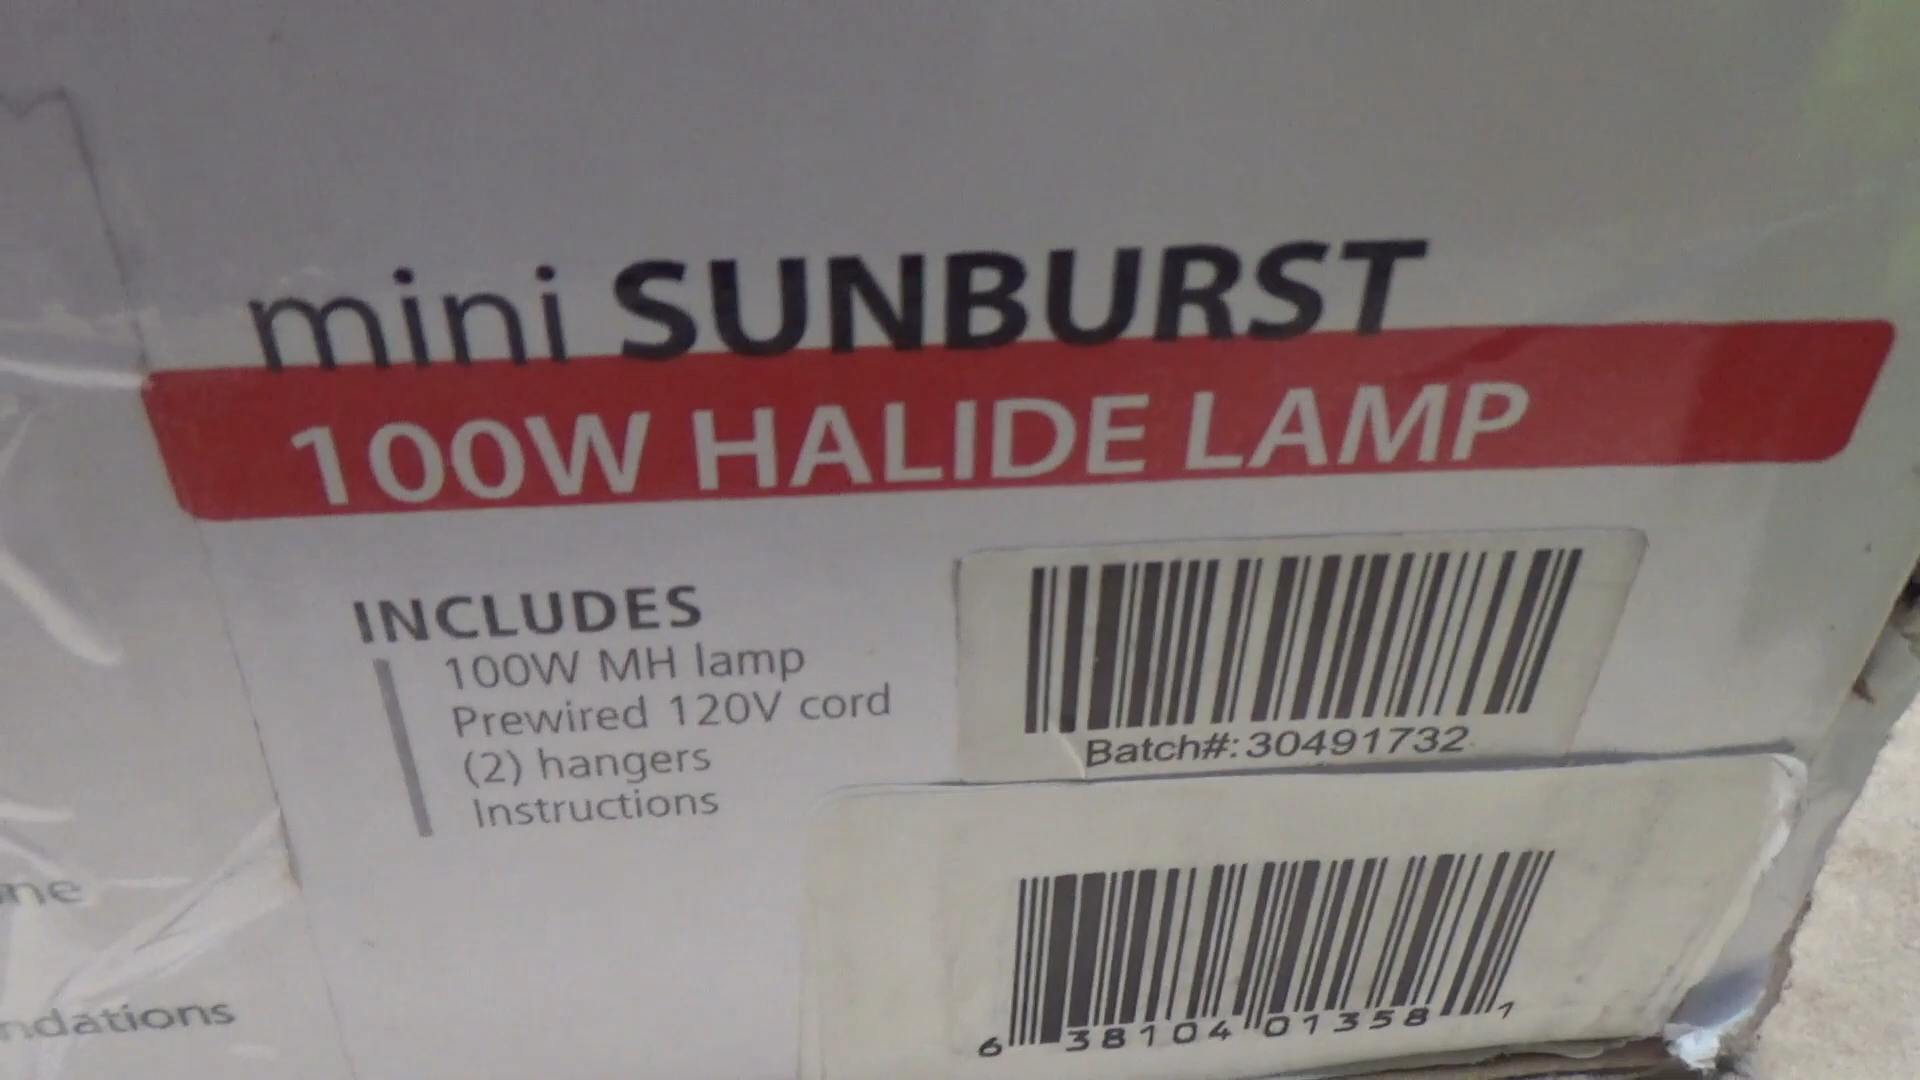 mini SUNBURST
100W HALIDE LAMP
INCLUDES
100W MH lamp
Prewired 120V cord
(2) hangers
Instructions
Batch#: 30491732
6 38104 01358 1